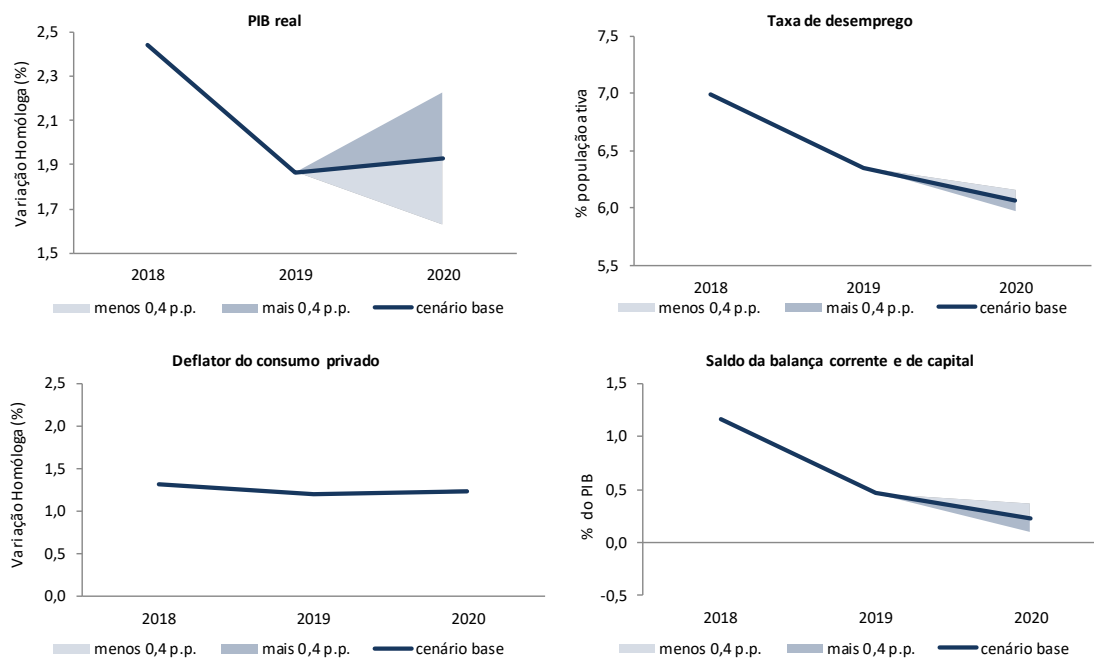 PIB real
Variação Homóloga (%)
2,5
2,3
2,1
1,9
1,7
1,5
2018 2019 2020
menos 0,4 p.p. mais 0,4 p.p. cenário base
Taxa de desemprego
% população ativa
7,5
7,0
6,5
6,0
5,5
2018 2019 2020
menos 0,4 p.p. mais 0,4 p.p. cenário base
Deflator do consumo privado
Variação Homóloga (%)
2,5
2,0
1,5
1,0
0,5
0,0
2018 2019 2020
menos 0,4 p.p. mais 0,4 p.p. cenário base
Saldo da balança corrente e de capital
% do PIB
1,5
1,0
0,5
0,0
-0,5
2018 2019 2020
menos 0,4 p.p. mais 0,4 p.p. cenário base